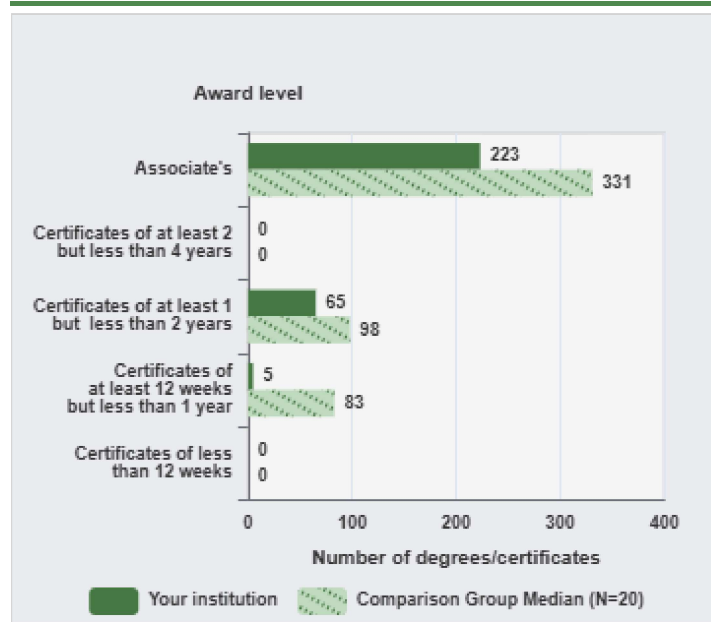 Award level
Associate's
223
331
Certificates of at least 2
but less than 4 years
0
0
Certificates of at least 1
but less than 2 years
65
98
Certificates of
at least 12 weeks
but less than 1 year
5
83
Certificates of less
than 12 weeks
0
0
0 100 200 300 400
Number of degrees/certificates
Your institution Comparison Group Median (N=20)